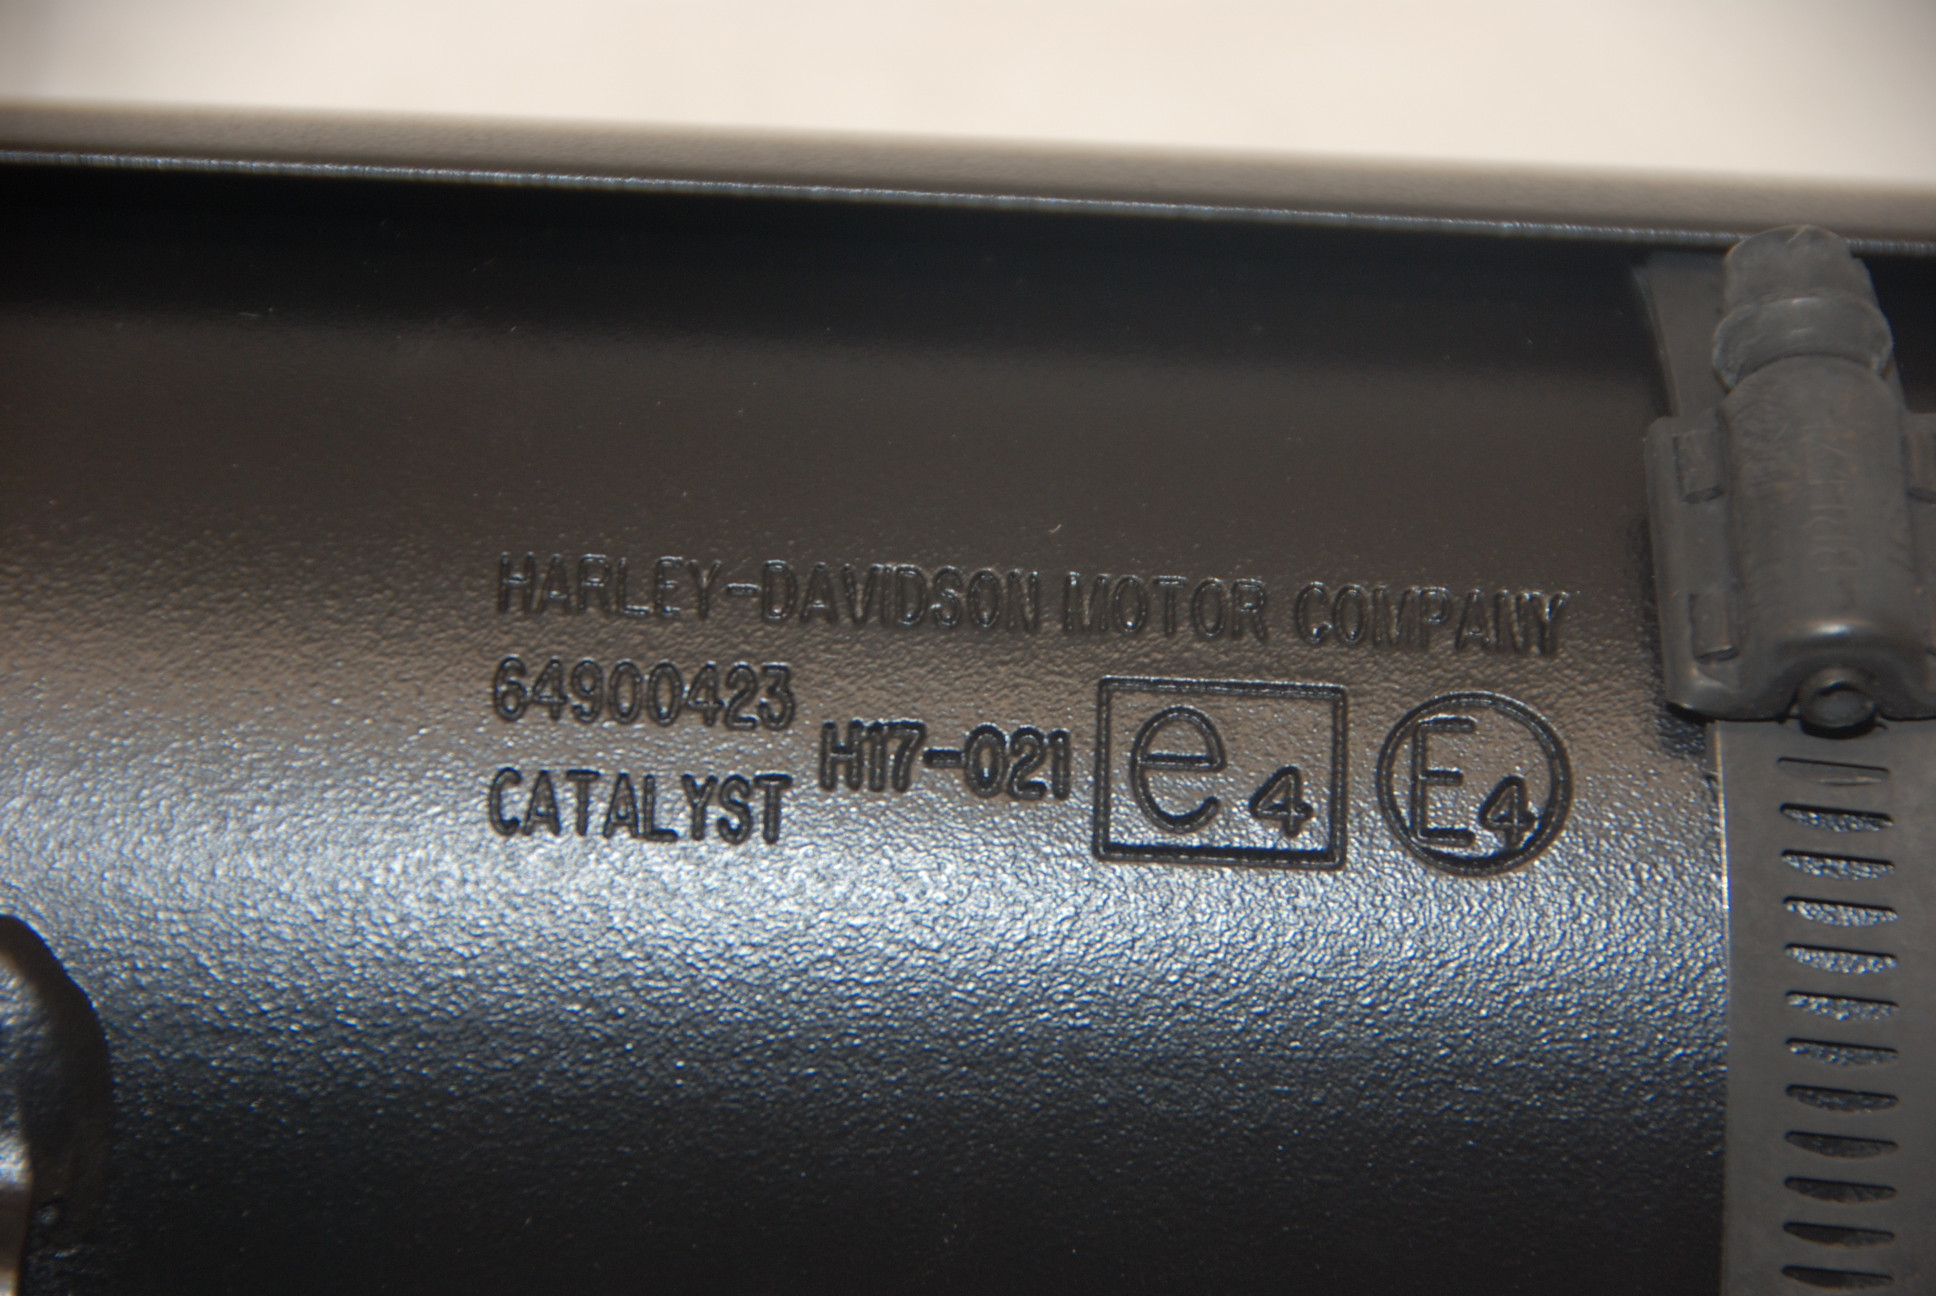 HARLEY-DAVIDSON MOTOR COMPANY
64900423
CATALYST
H17-021
e4
E4